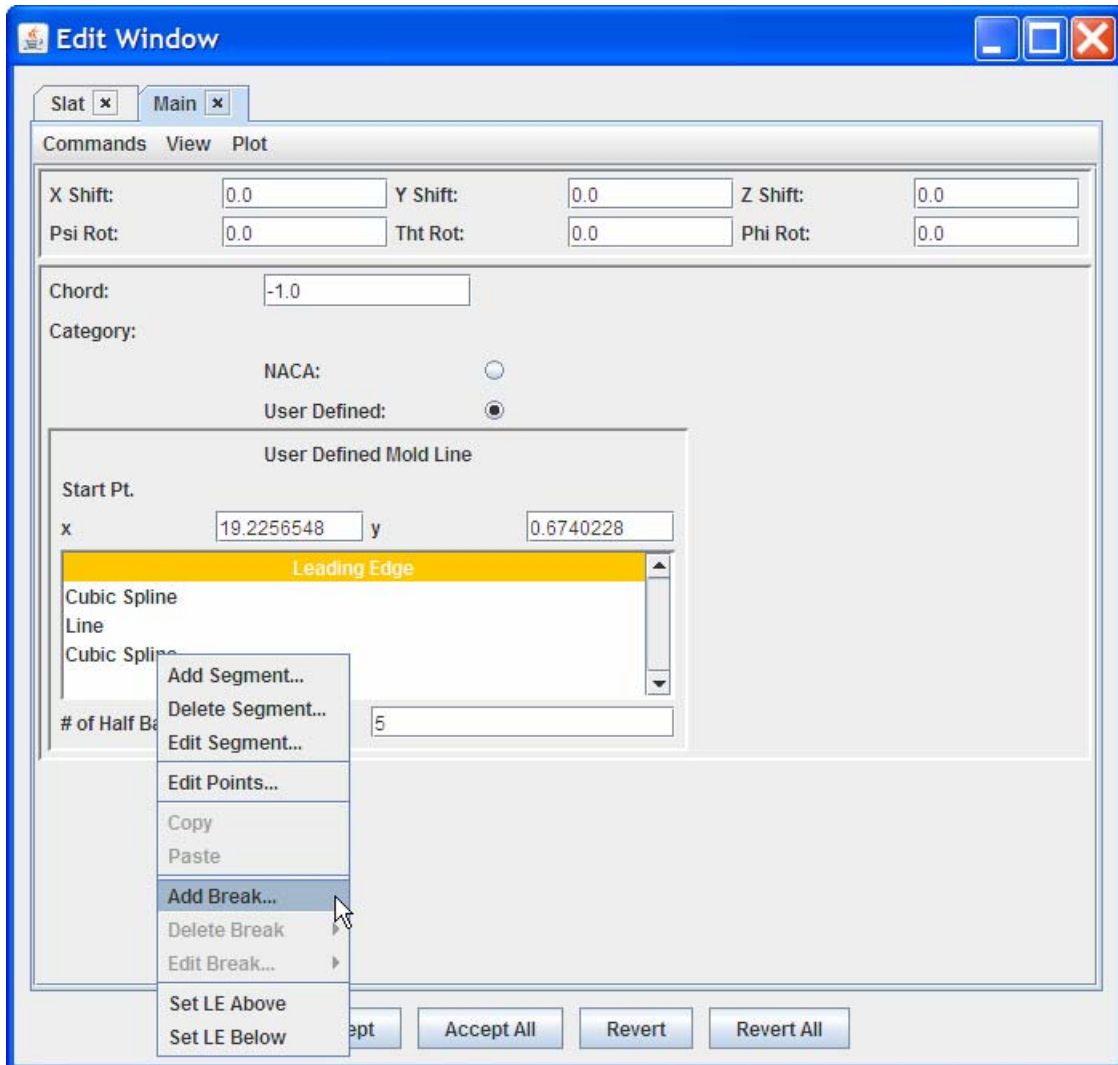 Edit Window
Slat Main
Commands View Plot
X Shift: 0.0 Y Shift: 0.0 Z Shift: 0.0
Psi Rot: 0.0 Tht Rot: 0.0 Phi Rot: 0.0
Chord: -1.0
Category:
NACA:
User Defined:
User Defined Mold Line
Start Pt.
x 19.2256548 y 0.6740228
Leading Edge
Cubic Spline
Line
Cubic Spline
# of Half 5
Add Segment...
Delete Segment...
Edit Segment...
Edit Points...
Copy
Paste
Add Break...
Delete Break
Edit Break...
Set LE Above
Set LE Below
Accept All Revert Revert All